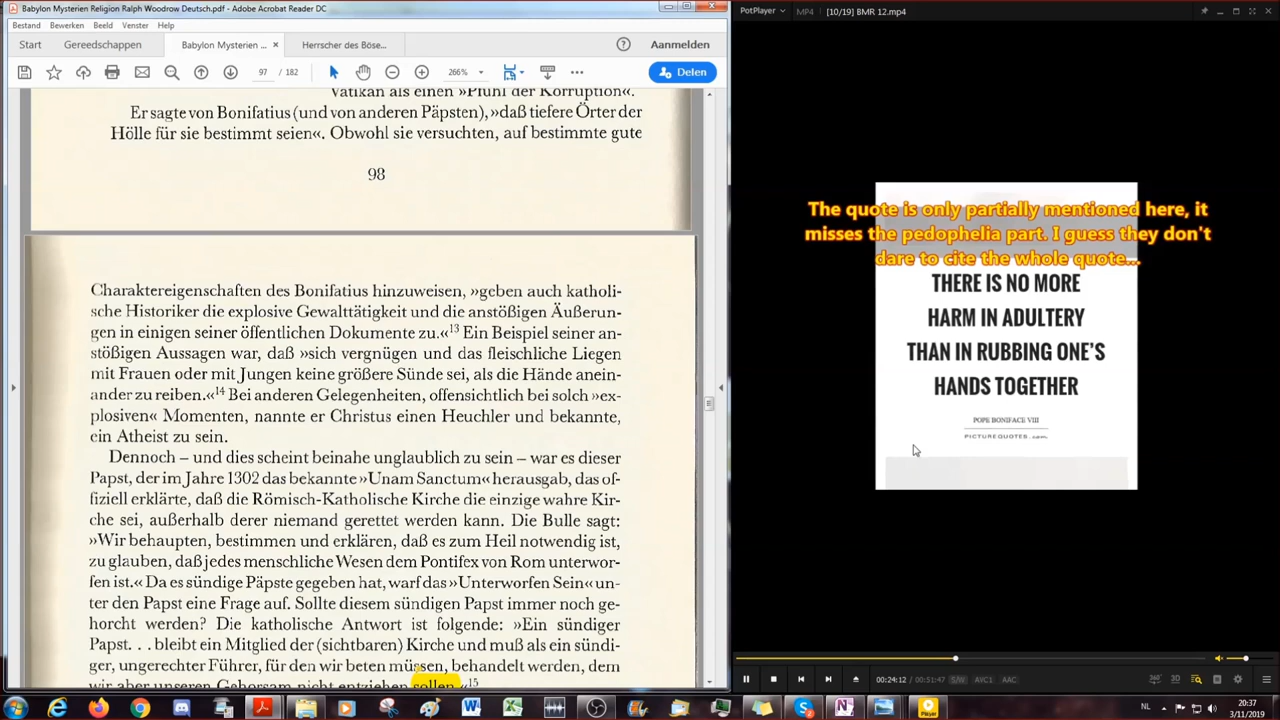 Babylon Mysterien Religion Ralph Woodrow Deutsch.pdf - Adobe Acrobat Reader DC
Bestand Bewerken Beeld Venster Help
Start Gereedschappen Babylon Mysterien ... × Herrscher des Böse... Aanmelden
97 / 182 266% Delen
Vatikan als einen »Pfuhl der Korruption«.
Er sagte von Bonifatius (und von anderen Päpsten), »daß tiefere Örter der
Hölle für sie bestimmt seien«. Obwohl sie versuchten, auf bestimmte gute
98
Charaktereigenschaften des Bonifatius hinzuweisen, »geben auch katholi-
sche Historiker die explosive Gewalttätigkeit und die anstößigen Äußerun-
gen in einigen seiner öffentlichen Dokumente zu.«13 Ein Beispiel seiner an-
stößigen Aussagen war, daß »sich vergnügen und das fleischliche Liegen
mit Frauen oder mit Jungen keine größere Sünde sei, als die Hände anein-
ander zu reiben.«14 Bei anderen Gelegenheiten, offensichtlich bei solch »ex-
plosiven« Momenten, nannte er Christus einen Heuchler und bekannte,
ein Atheist zu sein.
Dennoch – und dies scheint beinahe unglaublich zu sein – war es dieser
Papst, der im Jahre 1302 das bekannte »Unam Sanctum« herausgab, das of-
fiziell erklärte, daß die Römisch-Katholische Kirche die einzige wahre Kir-
che sei, außerhalb derer niemand gerettet werden kann. Die Bulle sagt:
»Wir behaupten, bestimmen und erklären, daß es zum Heil notwendig ist,
zu glauben, daß jedes menschliche Wesen dem Pontifex von Rom unterwor-
fen ist.« Da es sündige Päpste gegeben hat, warf das »Unterworfen Sein« un-
ter den Papst eine Frage auf. Sollte diesem sündigen Papst immer noch ge-
horcht werden? Die katholische Antwort ist folgende: »Ein sündiger
Papst. . . bleibt ein Mitglied der (sichtbaren) Kirche und muß als ein sündi-
ger, ungerechter Führer, für den wir beten müssen, behandelt werden, dem
wir aber unseren Gehorsam nicht entziehen sollen.«15
PotPlayer MP4 [10/19] BMR 12.mp4
The quote is only partially mentioned here, it
misses the pedophelia part. I guess they don't
dare to cite the whole quote...
THERE IS NO MORE
HARM IN ADULTERY
THAN IN RUBBING ONE'S
HANDS TOGETHER
POPE BONIFACE VIII
PICTUREQUOTES
00:24:12 / 00:51:47 S/W AVC1 AAC
360° 3D
NL 20:37
3/11/2019